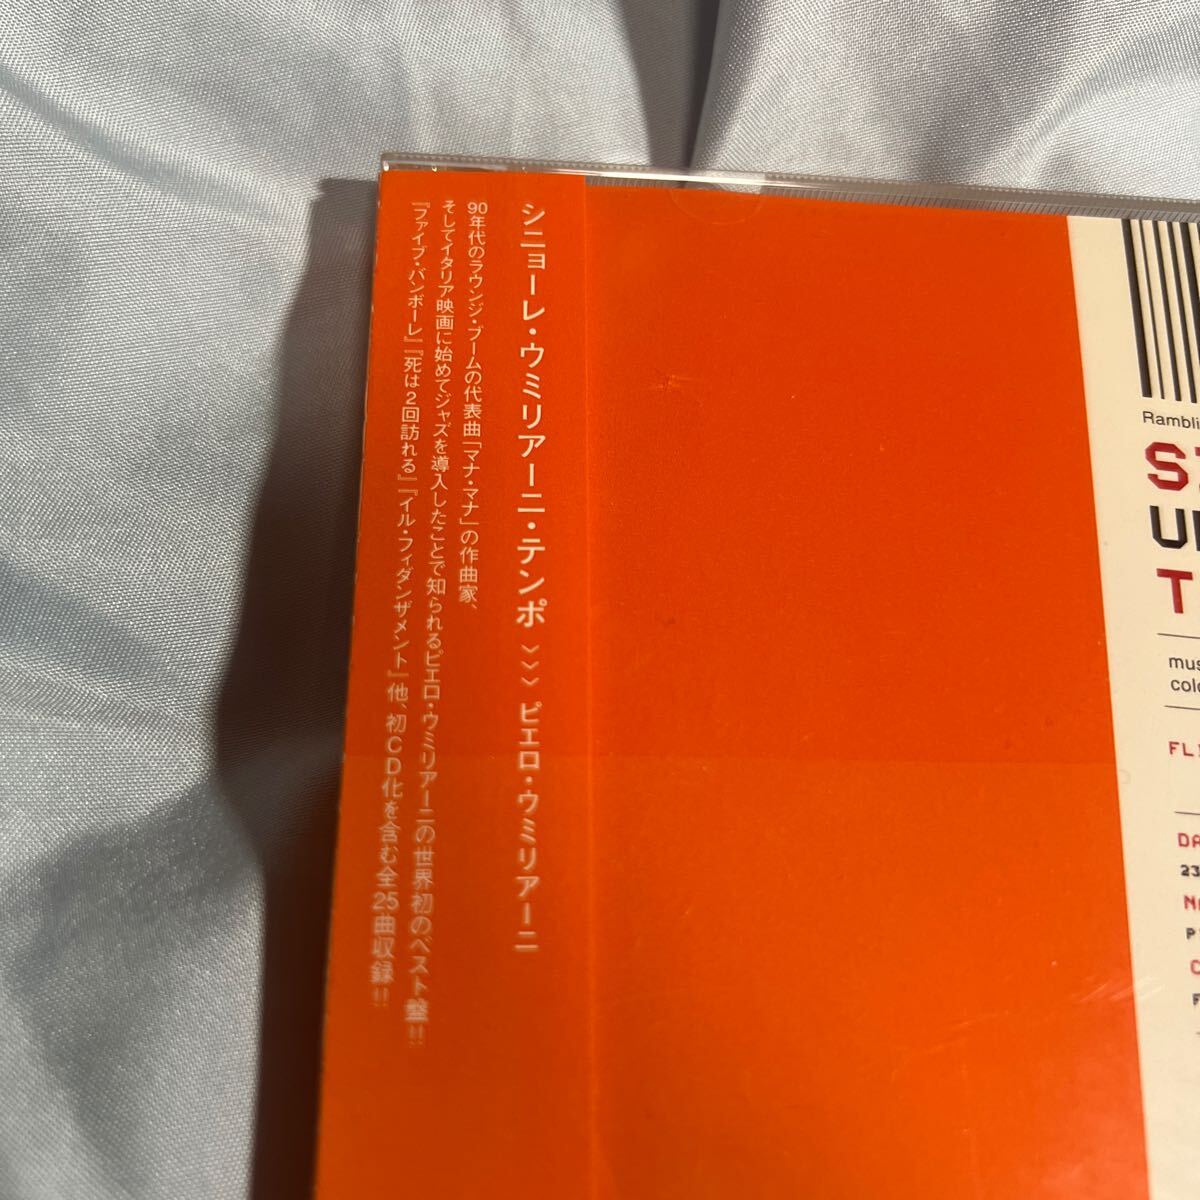 シニョーレ・ウミリアーニ・テンポ >>> ピエロ・ウミリアーニ
90年代のラウンジ・ブームの代表曲「マナ・マナ」の作曲家、
そしてイタリア映画に始めてジャズを導入したことで知られるピエロ・ウミリアーニの世界初のベスト盤!!
『ファイブ・バンボーレ』『死は2回訪れる』『イル・フィダンザメント』他、初CD化を含む全25曲収録!!
Rambli
S
U
T
mus
colo
FL
DA
23
NA
P
C
F